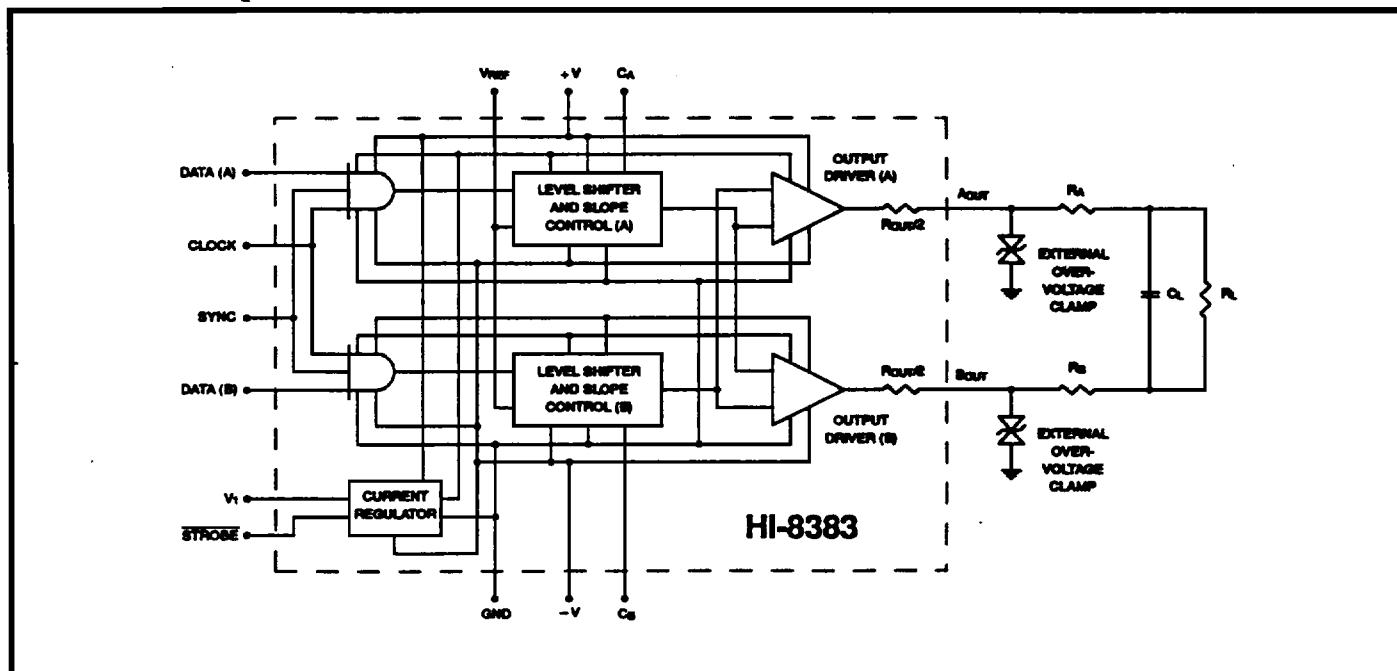 VREF
+V
CA
DATA (A)
CLOCK
SYNC
DATA (B)
V1
STROBE
LEVEL SHIFTER
AND SLOPE
CONTROL (A)
OUTPUT
DRIVER (A)
ROUT/2
AOUT
RA
EXTERNAL
OVER-
VOLTAGE
CLAMP
CL
RL
LEVEL SHIFTER
AND SLOPE
CONTROL (B)
ROUT/2
BOUT
RB
OUTPUT
DRIVER (B)
EXTERNAL
OVER-
VOLTAGE
CLAMP
CURRENT
REGULATOR
HI-8383
GND
−V
CB